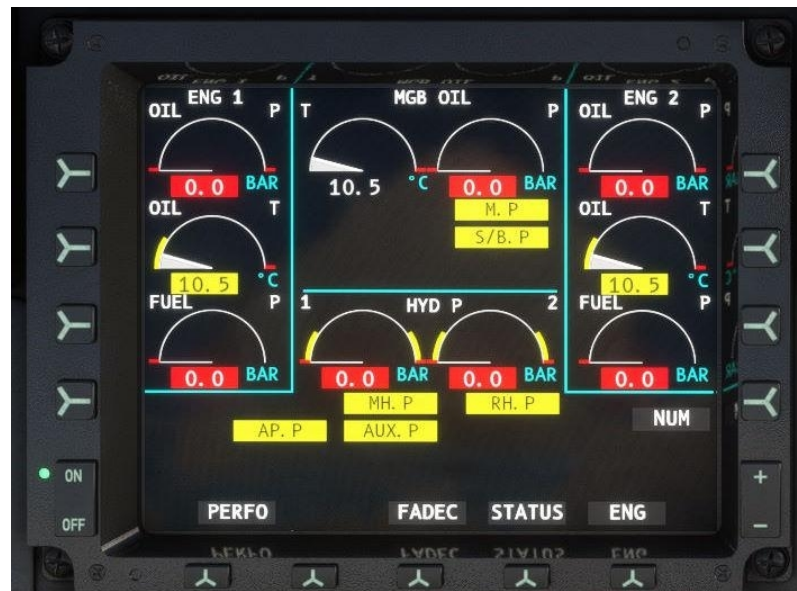 ENG 1
OIL P
0.0 BAR
OIL T
10.5 °C
FUEL P
0.0 BAR
MGB OIL
T P
10.5 °C
0.0 BAR
M.P
S/B.P
1 HYD P 2
0.0 BAR
0.0 BAR
MH.P
RH.P
AP.P
AUX.P
ENG 2
OIL P
0.0 BAR
OIL T
10.5 °C
FUEL P
0.0 BAR
NUM
ON
OFF
+
-
PERFO
FADEC
STATUS
ENG